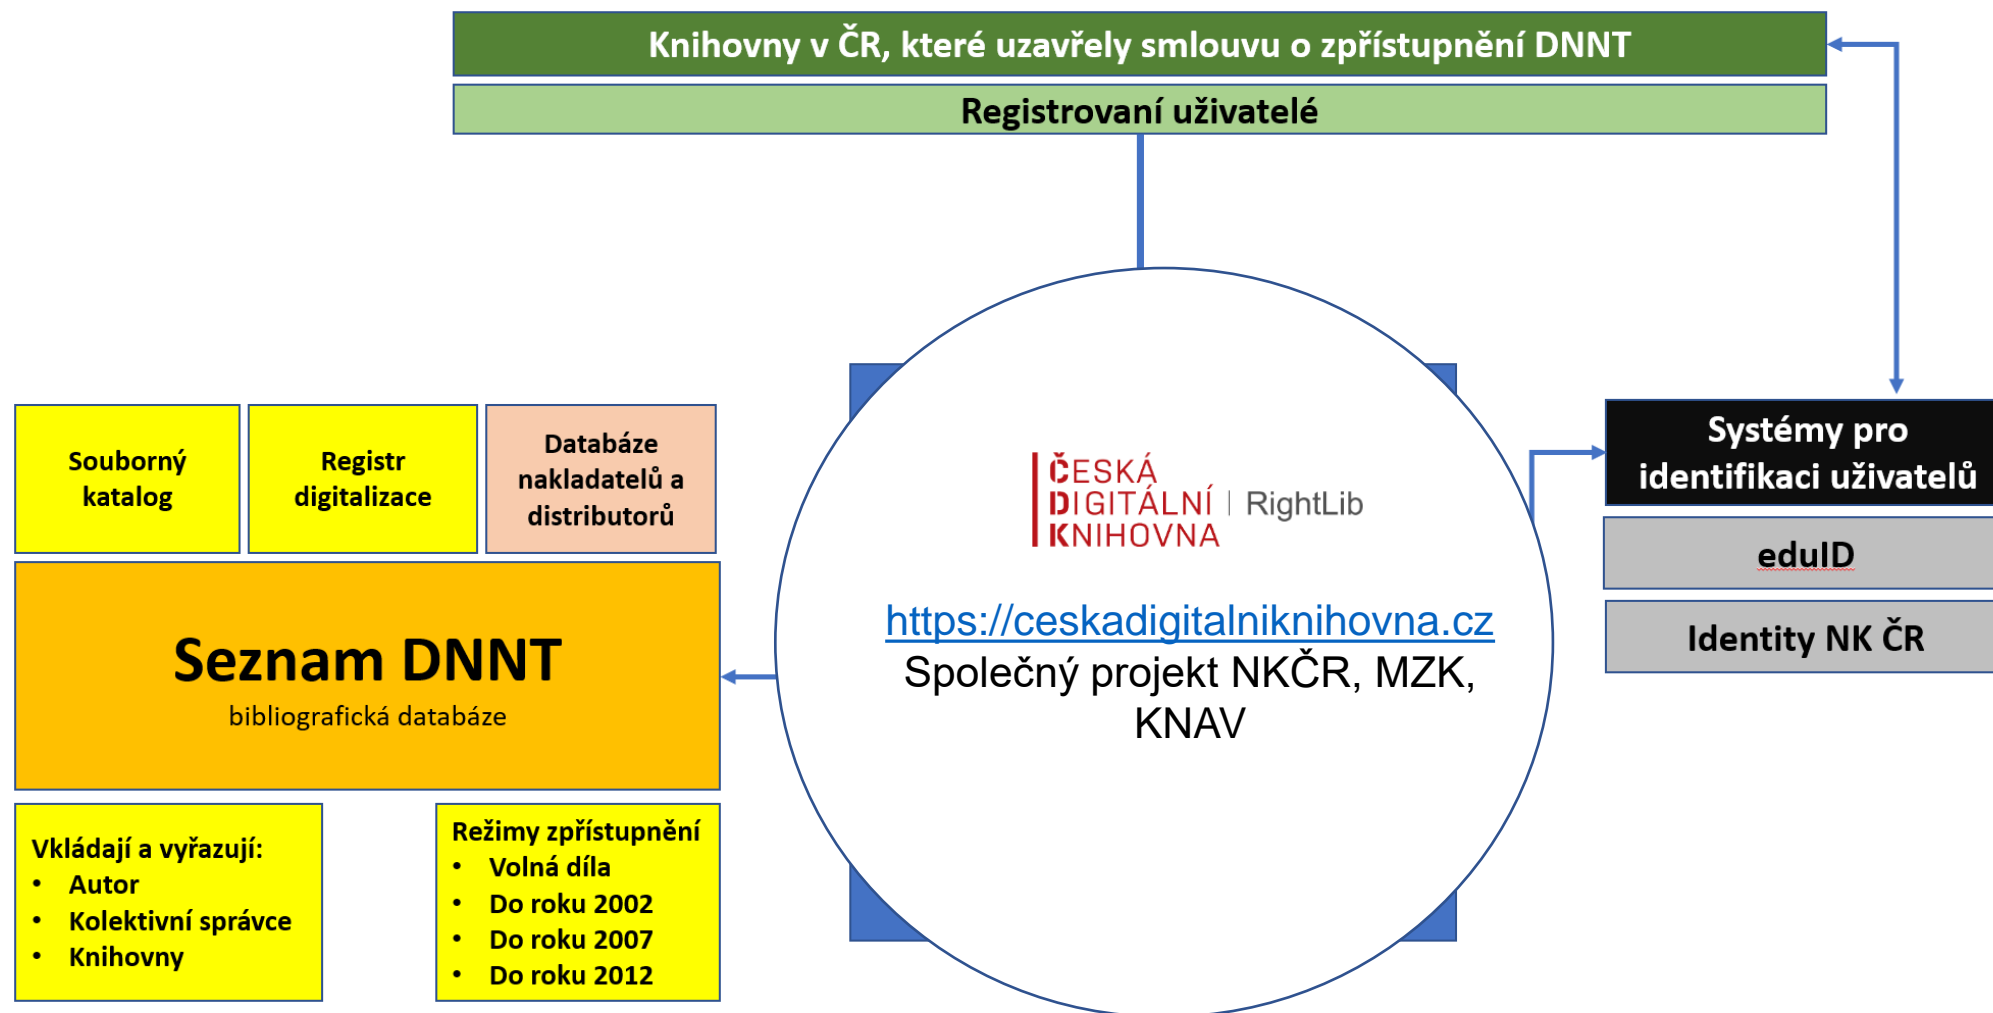 Knihovny v ČR, které uzavřely smlouvu o zpřístupnění DNNT
Registrovaní uživatelé
Souborný
katalog
Registr
digitalizace
Databáze
nakladatelů a
distributorů
Seznam DNNT
bibliografická databáze
Vkládají a vyřazují:
• Autor
• Kolektivní správce
• Knihovny
Režimy zpřístupnění
• Volná díla
• Do roku 2002
• Do roku 2007
• Do roku 2012
ČESKÁ
DIGITÁLNÍ | RightLib
KNIHOVNA
https://ceskadigitalniknihovna.cz
Společný projekt NKČR, MZK,
KNAV
Systémy pro
identifikaci uživatelů
eduID
Identity NK ČR